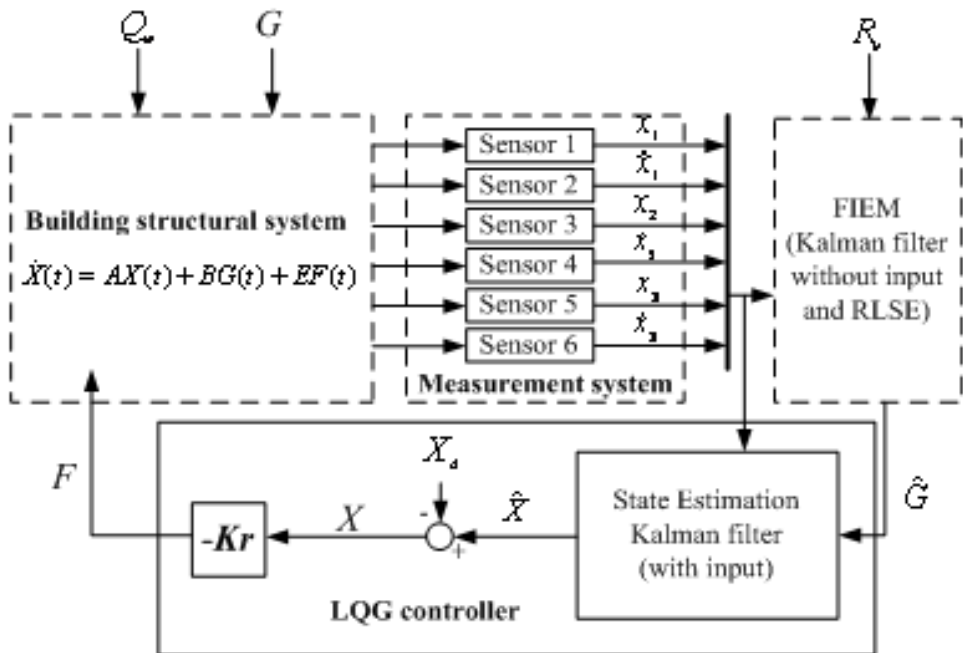 Q_w
G
R_v
Building structural system
Ẋ(t) = AX(t) + BG(t) + EF(t)
Sensor 1
Sensor 2
Sensor 3
Sensor 4
Sensor 5
Sensor 6
x₁
ẋ₁
x₂
ẋ₂
x₃
ẋ₃
Measurement system
FIEM
(Kalman filter
without input
and RLSE)
F
-Kr
X
X_d
-
+
X̂
State Estimation
Kalman filter
(with input)
Ĝ
LQG controller